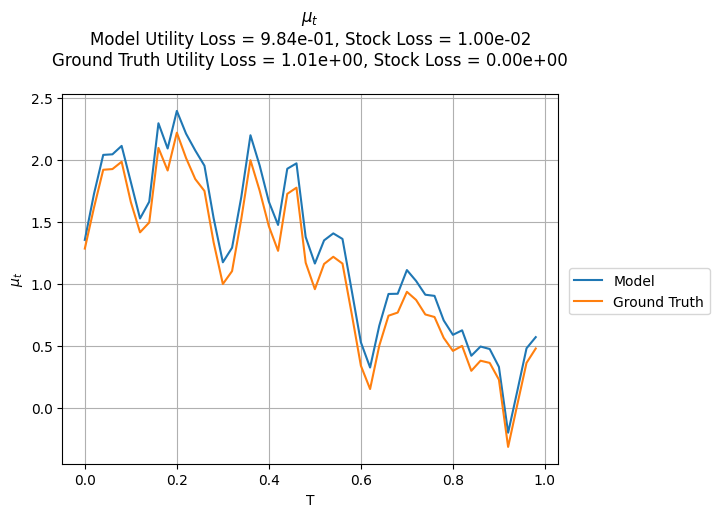 μₜ
Model Utility Loss = 9.84e-01, Stock Loss = 1.00e-02
Ground Truth Utility Loss = 1.01e+00, Stock Loss = 0.00e+00
2.5
2.0
1.5
1.0
0.5
0.0
μₜ
0.0
0.2
0.4
0.6
0.8
1.0
T
Model
Ground Truth